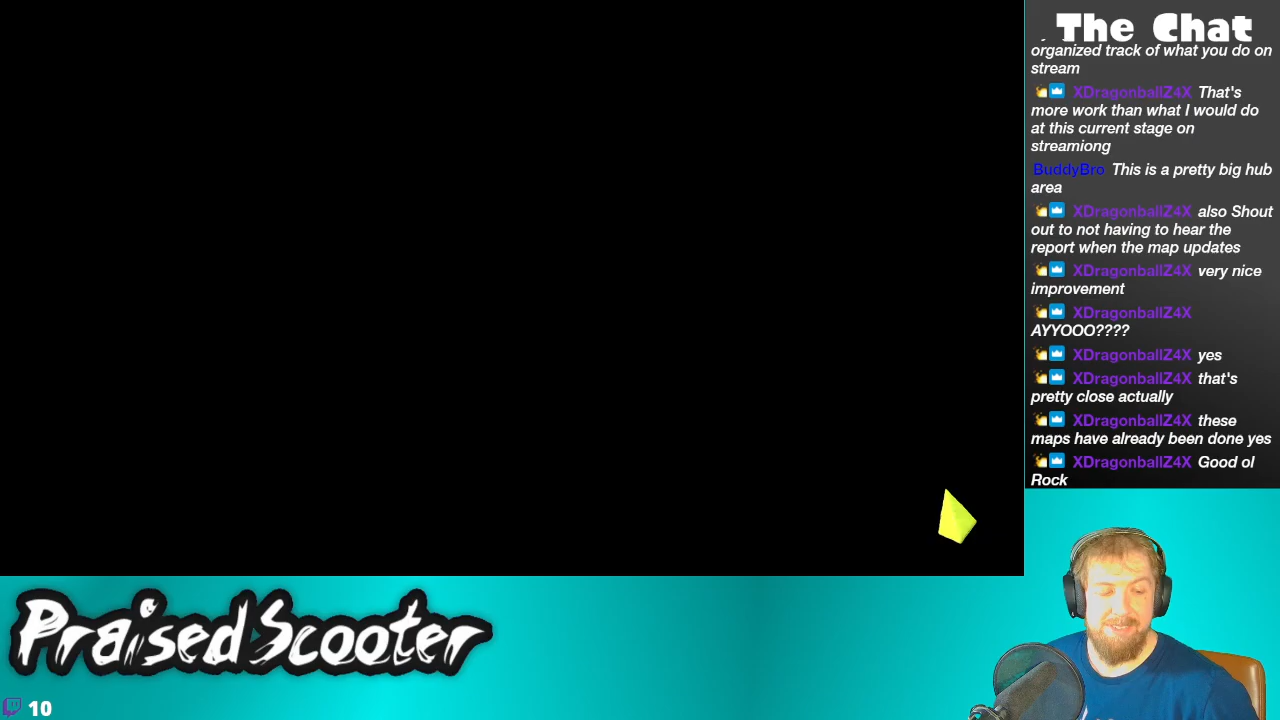 The Chat
organized track of what you do on
stream
XDragonballZ4X That's
more work than what I would do
at this current stage on
streamiong
BuddyBro This is a pretty big hub
area
XDragonballZ4X also Shout
out to not having to hear the
report when the map updates
XDragonballZ4X very nice
improvement
XDragonballZ4X
AYYOOO????
XDragonballZ4X yes
XDragonballZ4X that's
pretty close actually
XDragonballZ4X these
maps have already been done yes
XDragonballZ4X Good ol
Rock
PraisedScooter
10